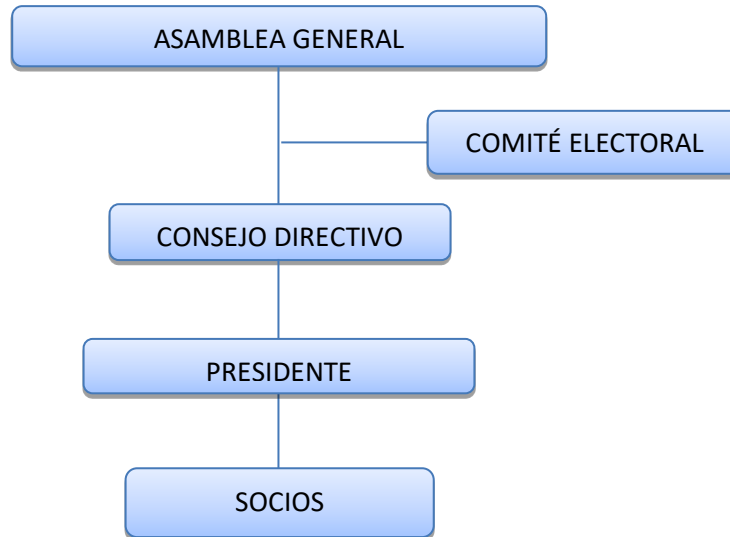 ASAMBLEA GENERAL
COMITÉ ELECTORAL
CONSEJO DIRECTIVO
PRESIDENTE
SOCIOS